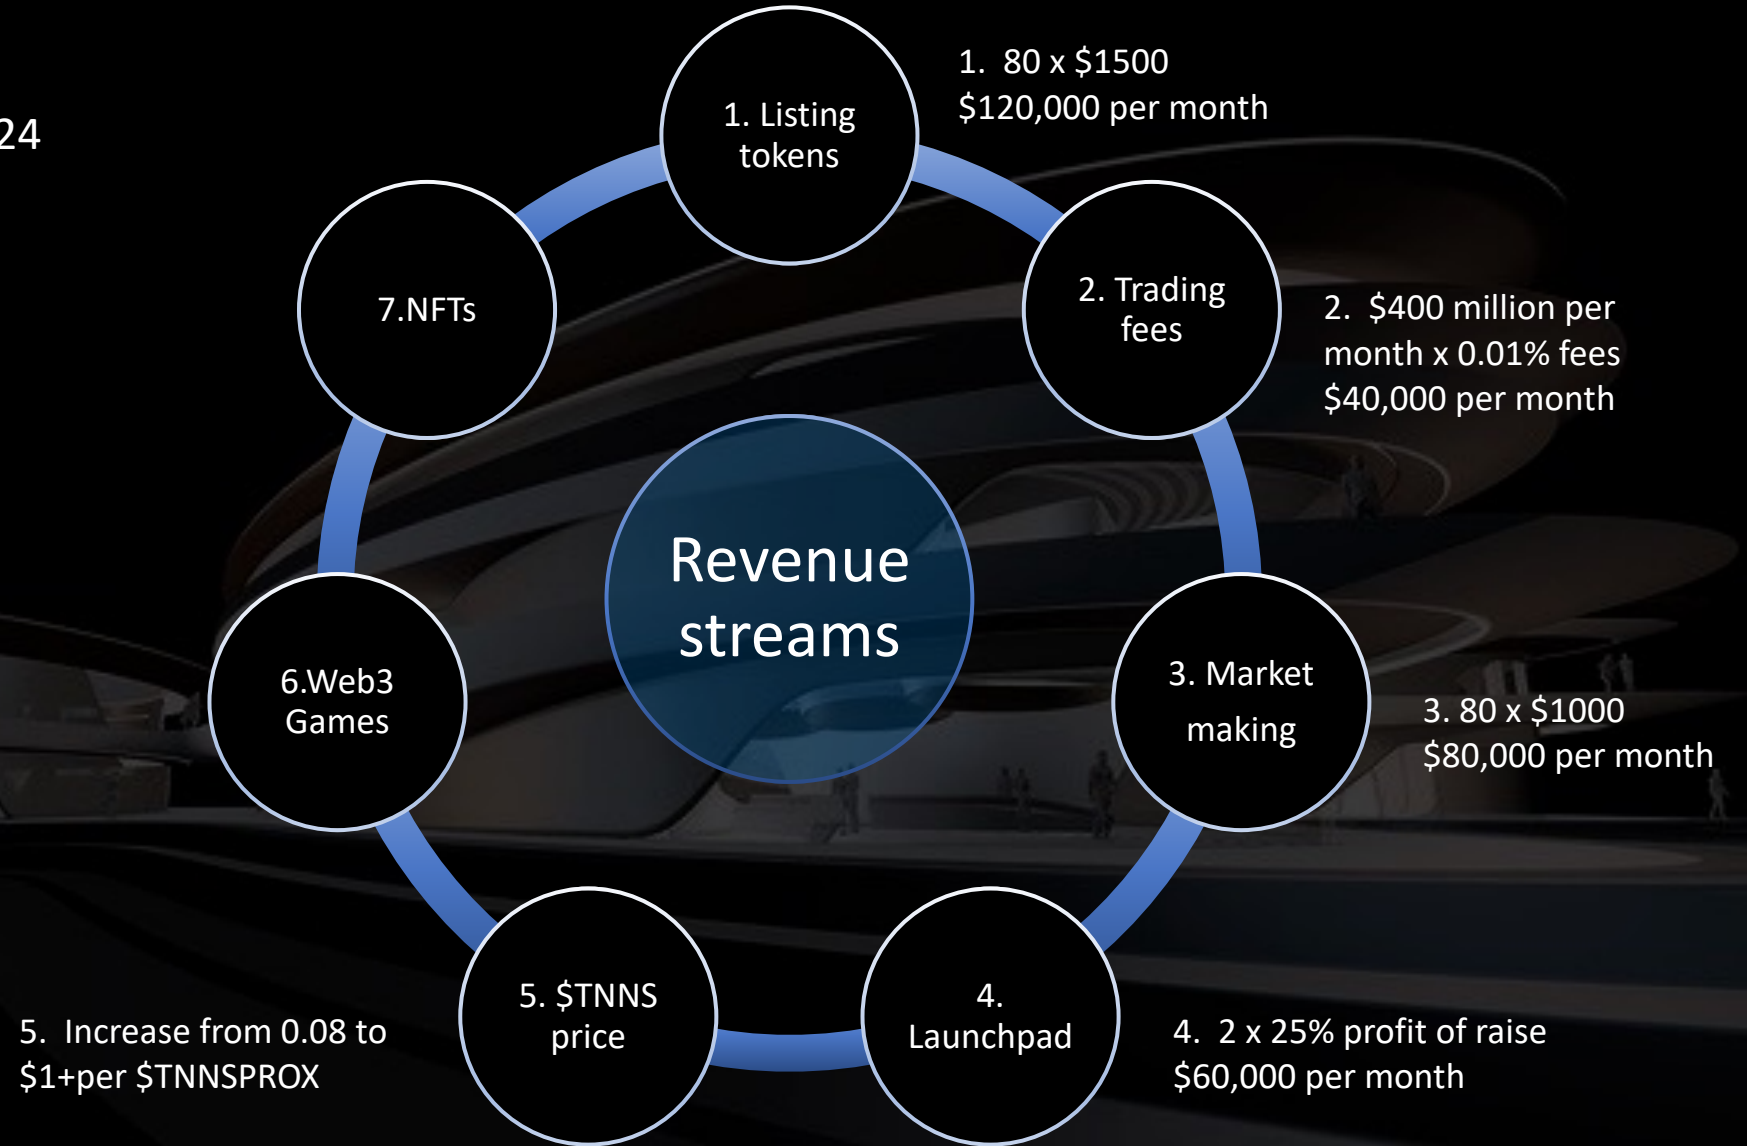 24
1. Listing
tokens
1. 80 x $1500
$120,000 per month
2. Trading
fees
2. $400 million per
month x 0.01% fees
$40,000 per month
3. Market
making
3. 80 x $1000
$80,000 per month
4.
Launchpad
4. 2 x 25% profit of raise
$60,000 per month
5. $TNNS
price
5. Increase from 0.08 to
$1+per $TNNSPROX
6.Web3
Games
7.NFTs
Revenue
streams